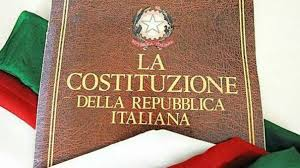 LA
COSTITUZIONE
DELLA REPUBBLICA
ITALIANA